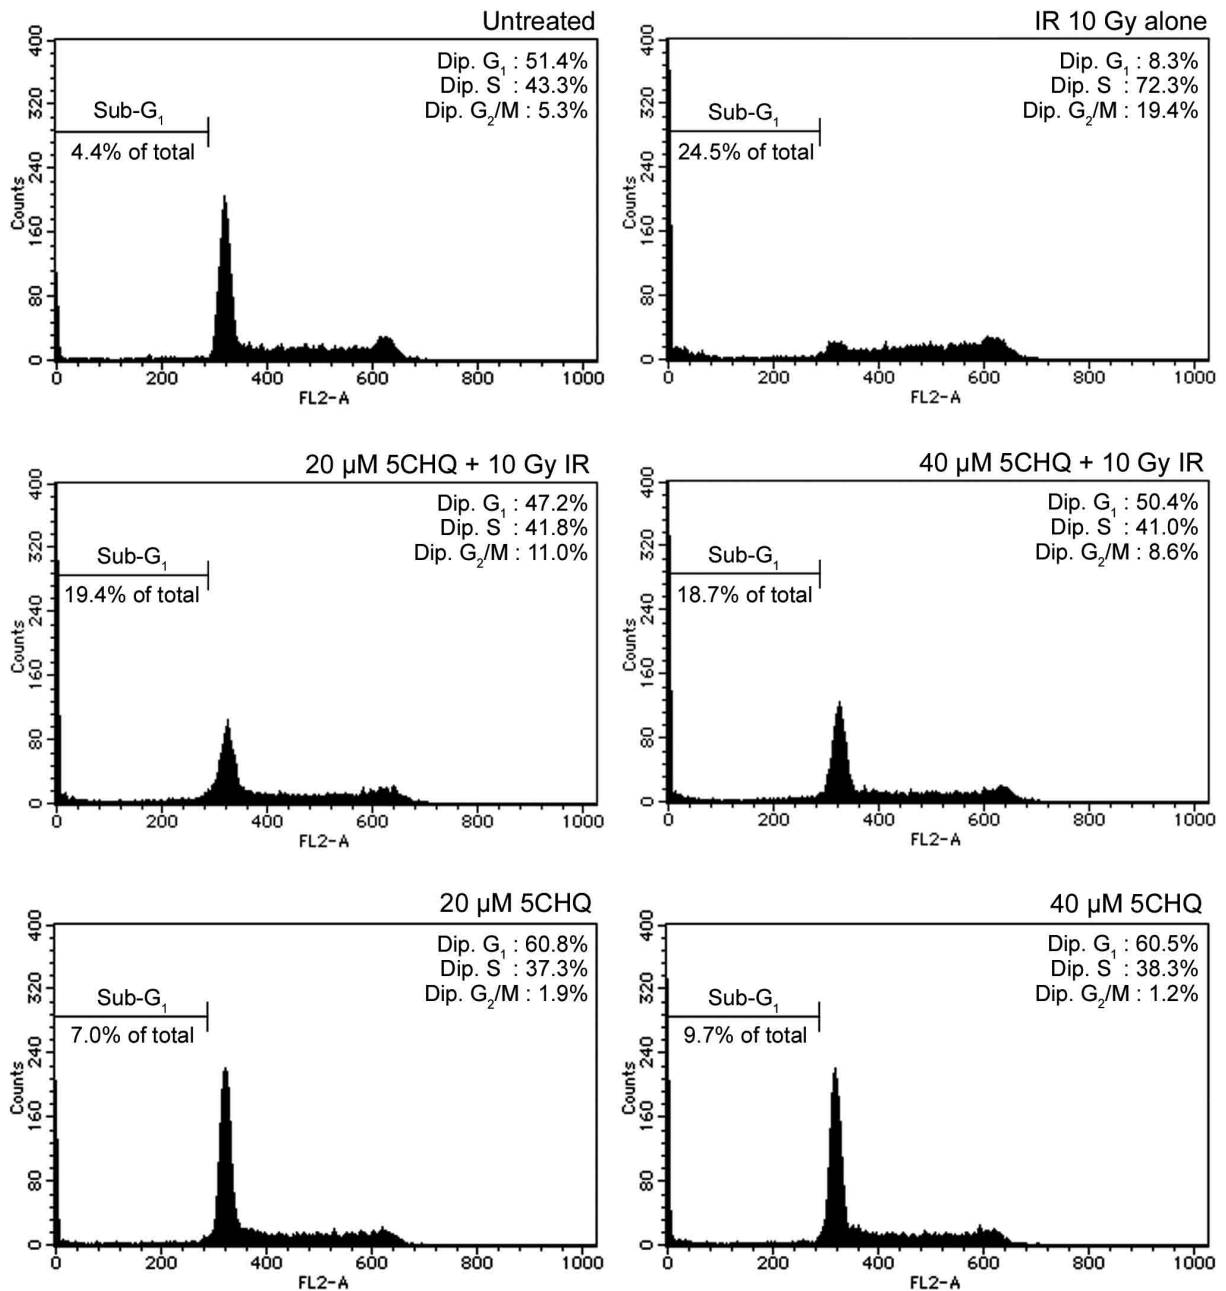 Untreated
Dip. G₁ : 51.4%
Dip. S : 43.3%
Dip. G₂/M : 5.3%
Sub-G₁
4.4% of total
Counts
400
320
240
160
80
0
0 200 400 600 800 1000
FL2-A
IR 10 Gy alone
Dip. G₁ : 8.3%
Dip. S : 72.3%
Dip. G₂/M : 19.4%
Sub-G₁
24.5% of total
Counts
400
320
240
160
80
0
0 200 400 600 800 1000
FL2-A
20 µM 5CHQ + 10 Gy IR
Dip. G₁ : 47.2%
Dip. S : 41.8%
Dip. G₂/M : 11.0%
Sub-G₁
19.4% of total
Counts
400
320
240
160
80
0
0 200 400 600 800 1000
FL2-A
40 µM 5CHQ + 10 Gy IR
Dip. G₁ : 50.4%
Dip. S : 41.0%
Dip. G₂/M : 8.6%
Sub-G₁
18.7% of total
Counts
400
320
240
160
80
0
0 200 400 600 800 1000
FL2-A
20 µM 5CHQ
Dip. G₁ : 60.8%
Dip. S : 37.3%
Dip. G₂/M : 1.9%
Sub-G₁
7.0% of total
Counts
400
320
240
160
80
0
0 200 400 600 800 1000
FL2-A
40 µM 5CHQ
Dip. G₁ : 60.5%
Dip. S : 38.3%
Dip. G₂/M : 1.2%
Sub-G₁
9.7% of total
Counts
400
320
240
160
80
0
0 200 400 600 800 1000
FL2-A